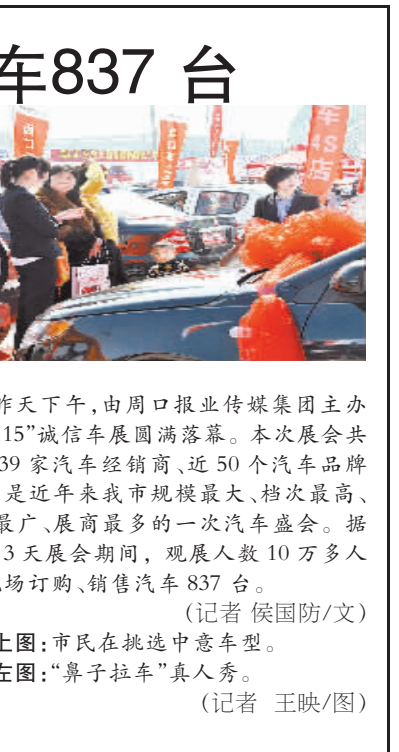 车837 台
车
4S
店
昨天下午,由周口报业传媒集团主办
15”诚信车展圆满落幕。本次展会共
39 家汽车经销商、近 50 个汽车品牌
是近年来我市规模最大、档次最高、
最广、展商最多的一次汽车盛会。据
3 天展会期间，观展人数 10 万多人
场订购、销售汽车 837 台。
(记者 侯国防/文)
上图:市民在挑选中意车型。
左图:“鼻子拉车”真人秀。
(记者 王映/图)